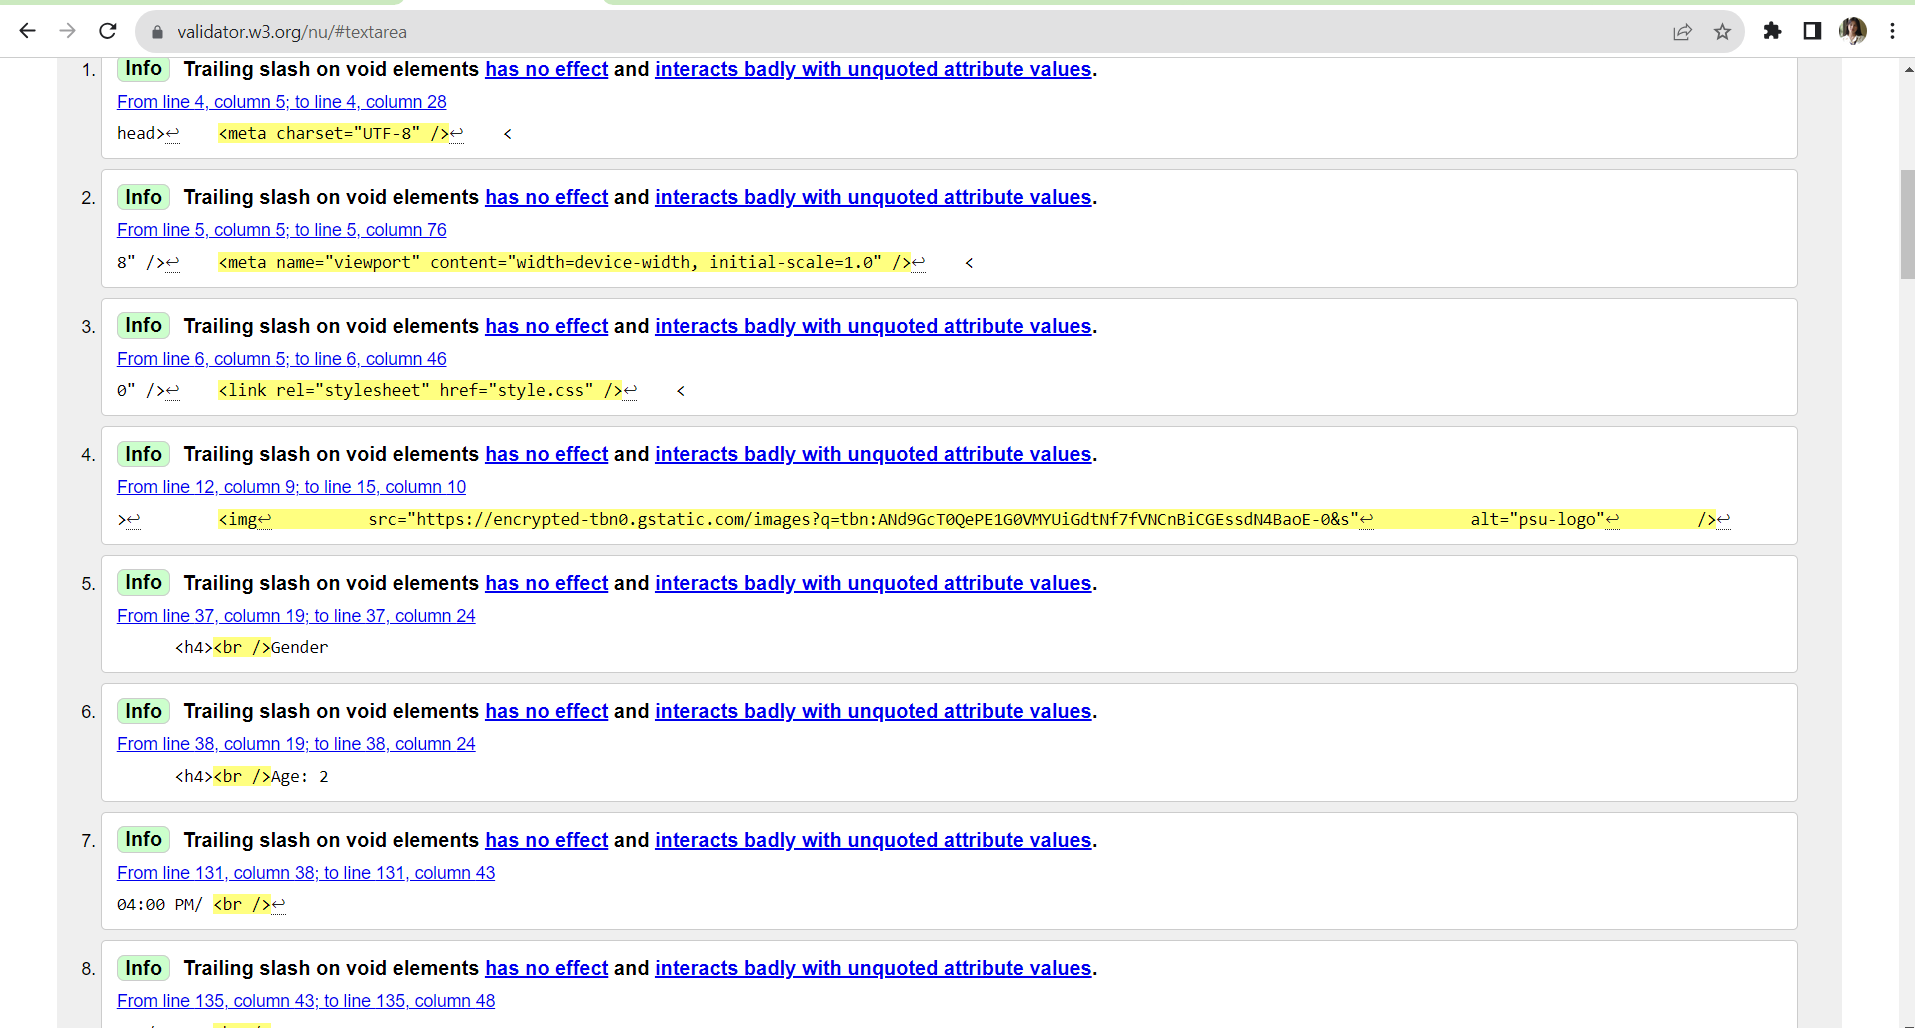 validator.w3.org/nu/#textarea
1. Info Trailing slash on void elements has no effect and interacts badly with unquoted attribute values.
From line 4, column 5; to line 4, column 28
head>↩    <meta charset="UTF-8" />↩    <
2. Info Trailing slash on void elements has no effect and interacts badly with unquoted attribute values.
From line 5, column 5; to line 5, column 76
8" />↩    <meta name="viewport" content="width=device-width, initial-scale=1.0" />↩    <
3. Info Trailing slash on void elements has no effect and interacts badly with unquoted attribute values.
From line 6, column 5; to line 6, column 46
0" />↩    <link rel="stylesheet" href="style.css" />↩    <
4. Info Trailing slash on void elements has no effect and interacts badly with unquoted attribute values.
From line 12, column 9; to line 15, column 10
>↩        <img↩          src="https://encrypted-tbn0.gstatic.com/images?q=tbn:ANd9GcT0QePE1G0VMYUiGdtNf7fVNCnBiCGEssdN4BaoE-0&s"↩          alt="psu-logo"↩        />↩
5. Info Trailing slash on void elements has no effect and interacts badly with unquoted attribute values.
From line 37, column 19; to line 37, column 24
<h4><br />Gender
6. Info Trailing slash on void elements has no effect and interacts badly with unquoted attribute values.
From line 38, column 19; to line 38, column 24
<h4><br />Age: 2
7. Info Trailing slash on void elements has no effect and interacts badly with unquoted attribute values.
From line 131, column 38; to line 131, column 43
04:00 PM/ <br />↩
8. Info Trailing slash on void elements has no effect and interacts badly with unquoted attribute values.
From line 135, column 43; to line 135, column 48